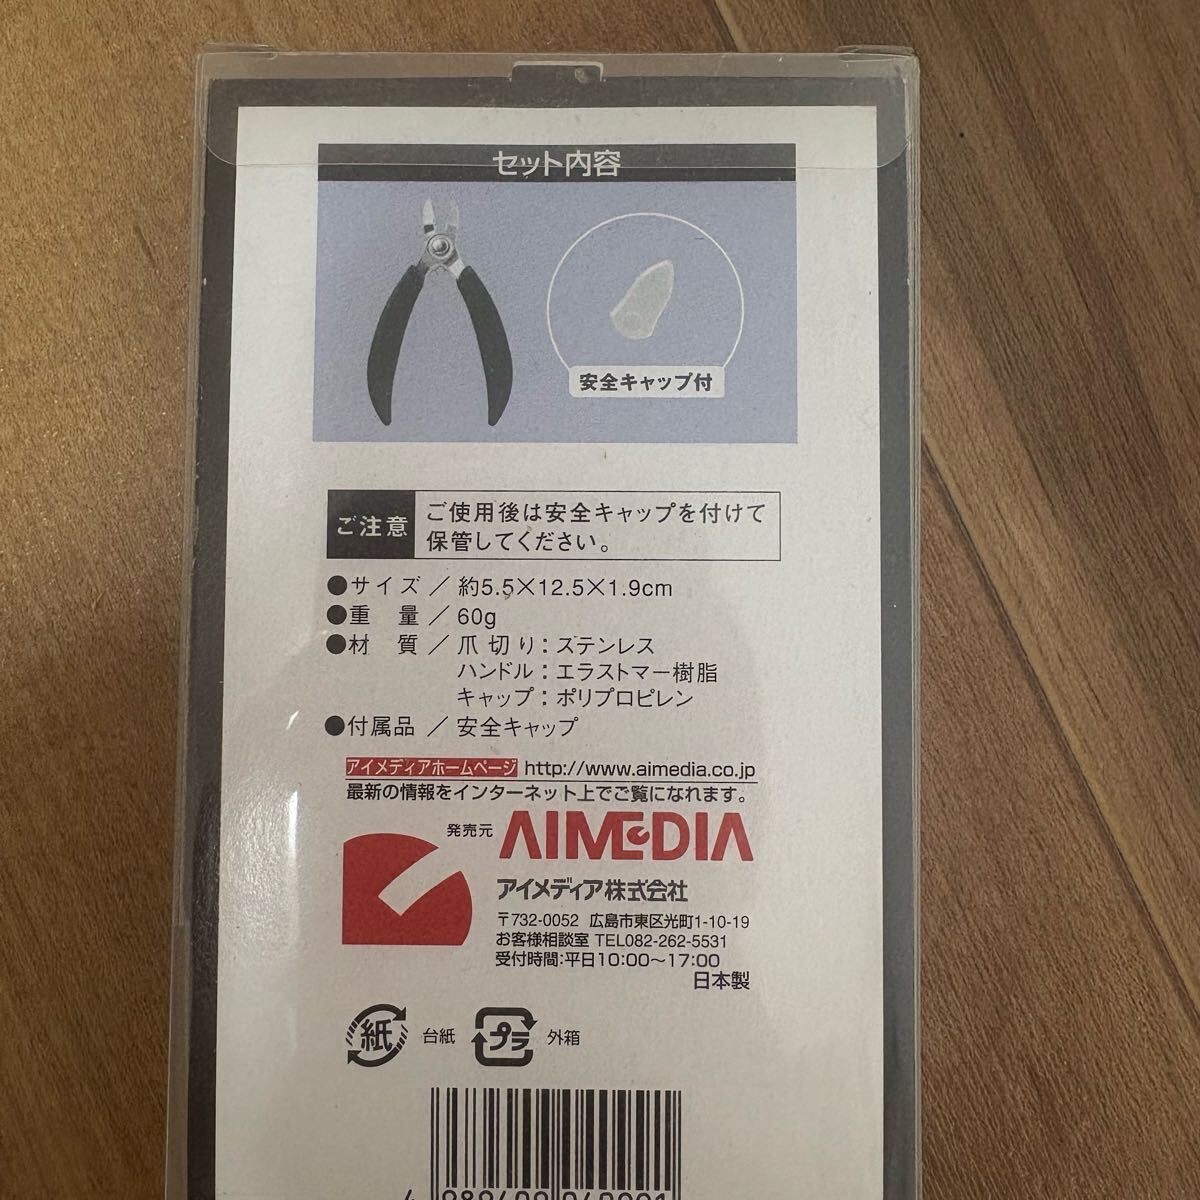 セット内容
安全キャップ付
ご注意
ご使用後は安全キャップを付けて
保管してください。
●サイズ／約5.5×12.5×1.9cm
●重　量／60g
●材　質／爪切り：ステンレス
ハンドル：エラストマー樹脂
キャップ：ポリプロピレン
●付属品／安全キャップ
アイメディアホームページ http://www.aimedia.co.jp
最新の情報をインターネット上でご覧になれます。
発売元 AIMEDIA
アイメディア株式会社
〒732-0052 広島市東区光町1-10-19
お客様相談室 TEL082-262-5531
受付時間:平日10:00～17:00
日本製
紙 台紙 プラ 外箱